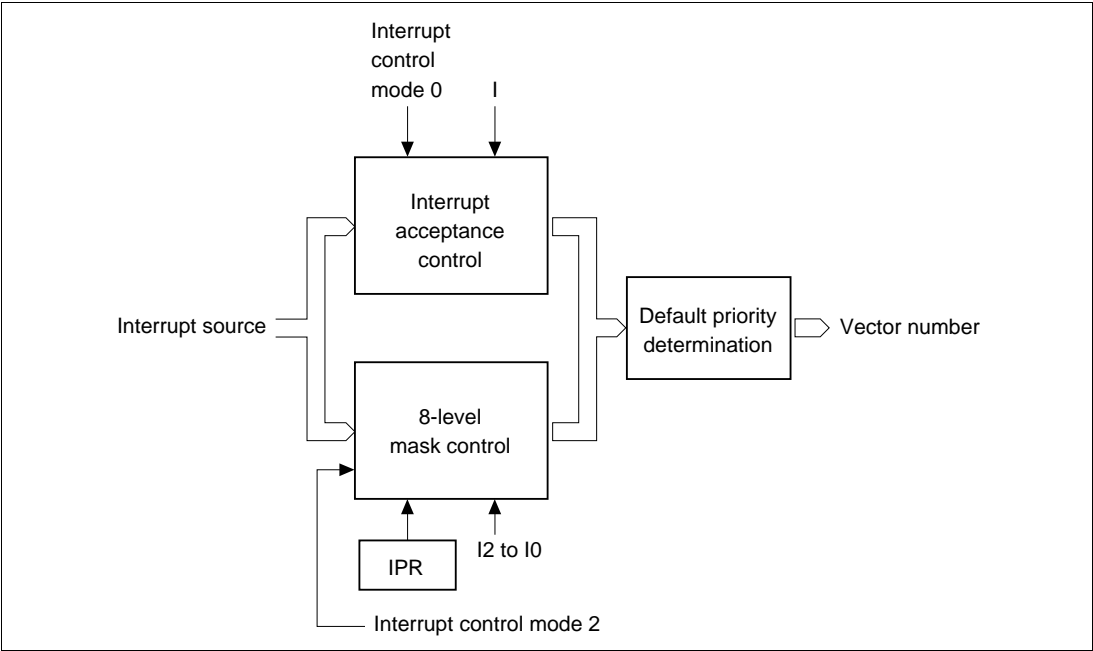 Interrupt
control
mode 0
I
Interrupt
acceptance
control
Interrupt source
Default priority
determination
Vector number
8-level
mask control
I2 to I0
IPR
Interrupt control mode 2